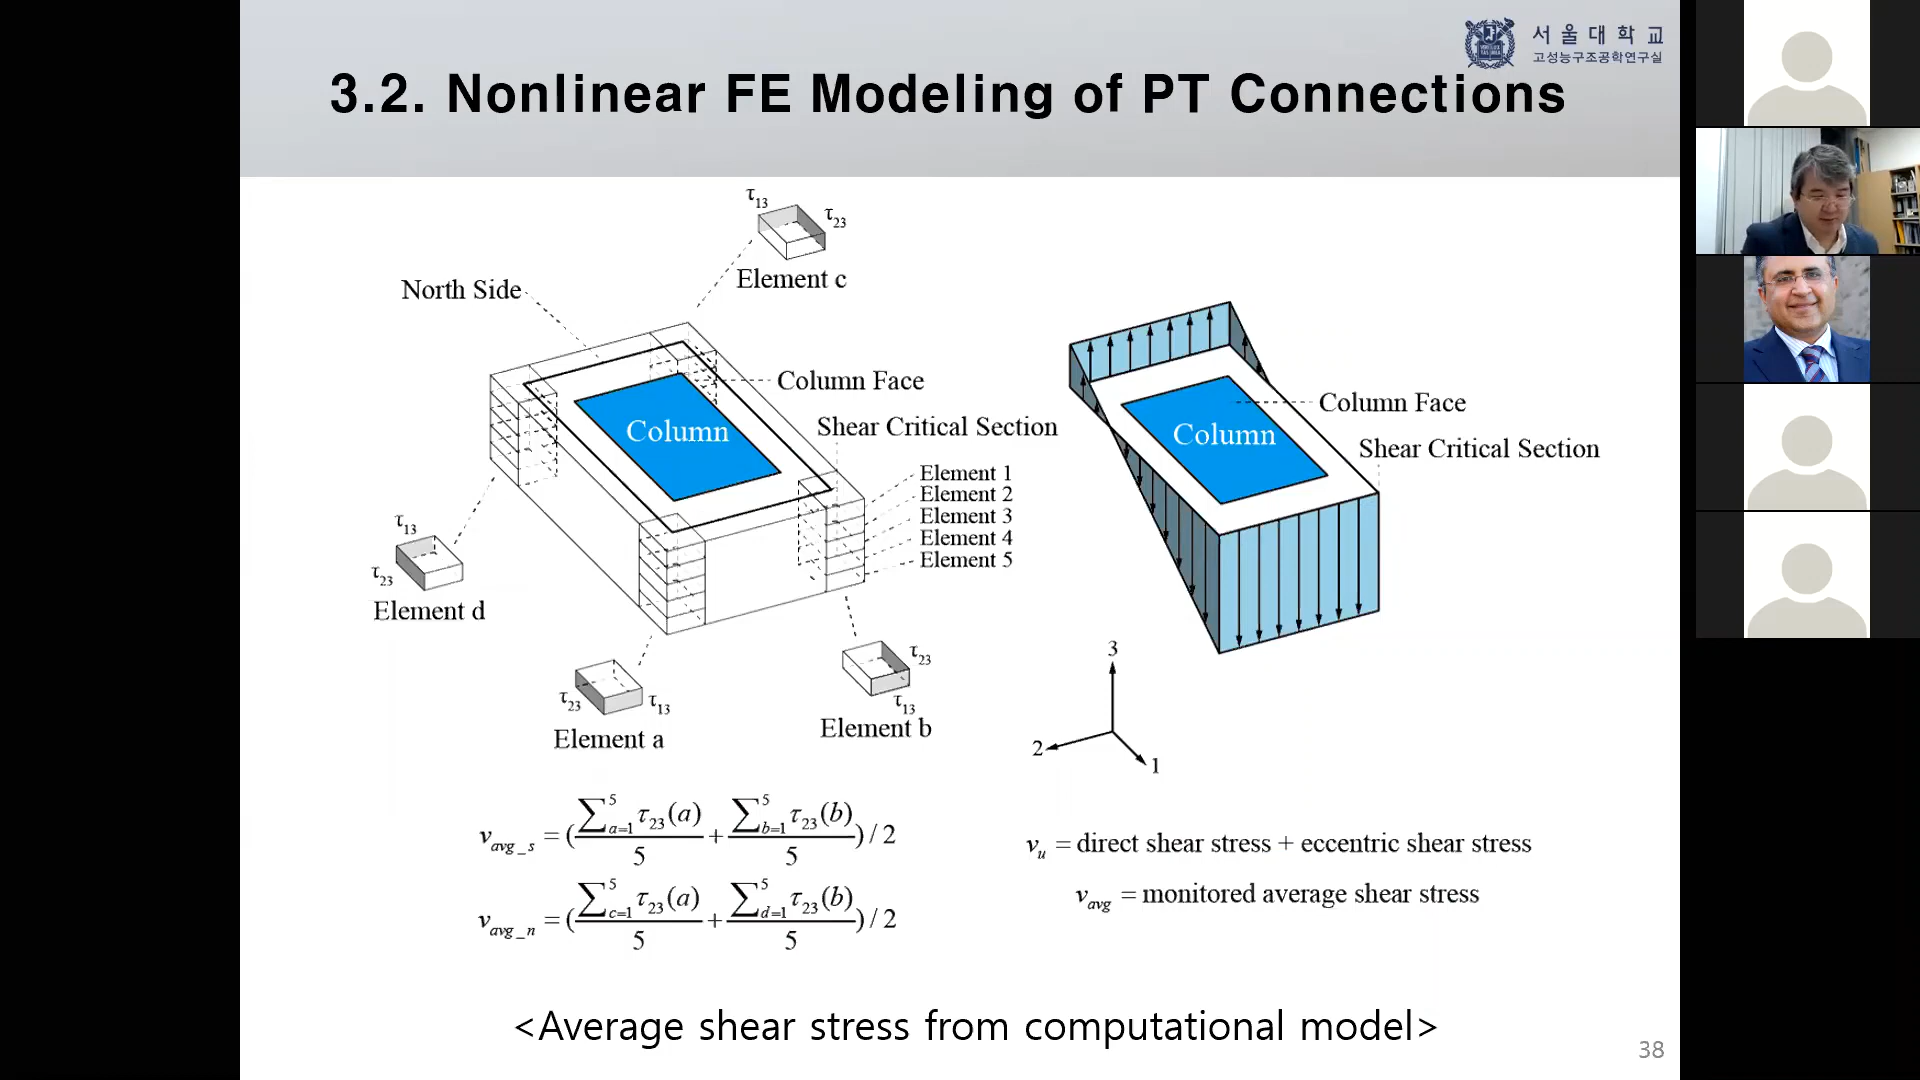 서울대학교
고성능구조공학연구실
3.2. Nonlinear FE Modeling of PT Connections
τ13
τ23
Element c
North Side
Column Face
Column
Shear Critical Section
Element 1
Element 2
Element 3
Element 4
Element 5
τ13
τ23
Element d
τ23
τ13
Element a
τ23
τ13
Element b
Column Face
Column
Shear Critical Section
3
2
1
v_avg_s = (∑_{a=1}^{5} τ23(a) / 5 + ∑_{b=1}^{5} τ23(b) / 5) / 2
v_avg_n = (∑_{c=1}^{5} τ23(a) / 5 + ∑_{d=1}^{5} τ23(b) / 5) / 2
v_u = direct shear stress + eccentric shear stress
v_avg = monitored average shear stress
<Average shear stress from computational model>
38